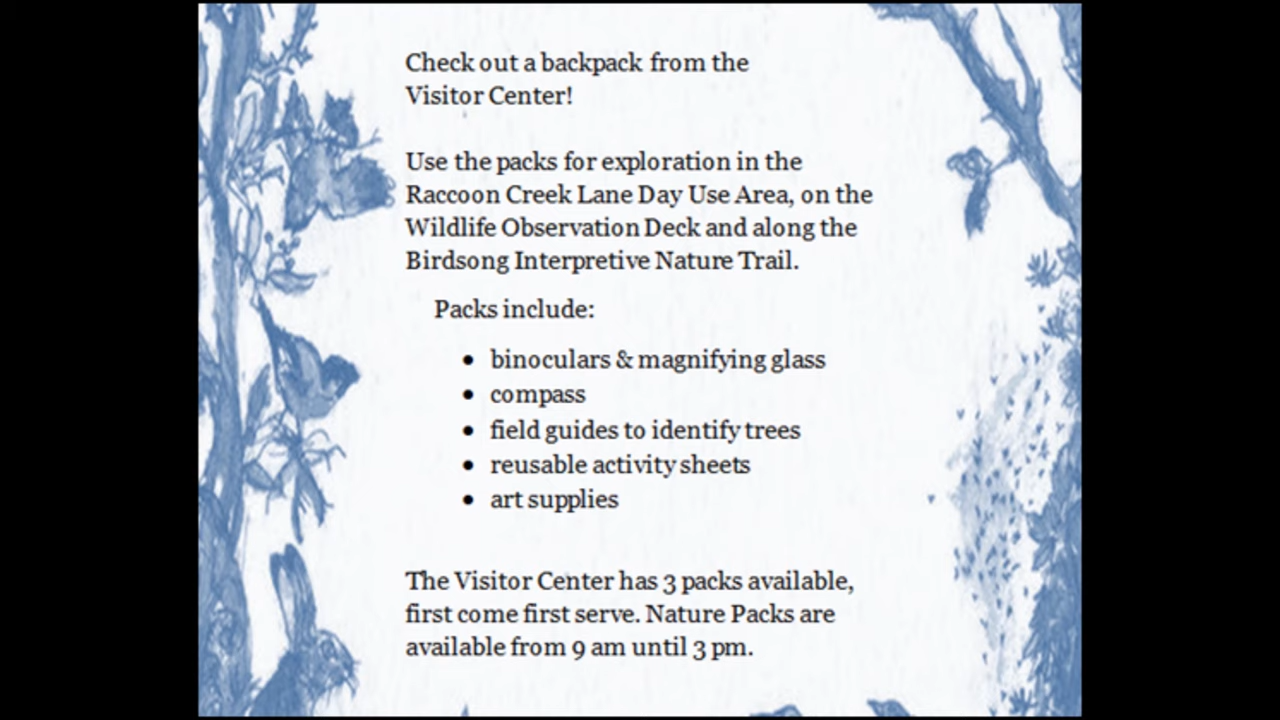 Check out a backpack from the
Visitor Center!
Use the packs for exploration in the
Raccoon Creek Lane Day Use Area, on the
Wildlife Observation Deck and along the
Birdsong Interpretive Nature Trail.
Packs include:
• binoculars & magnifying glass
• compass
• field guides to identify trees
• reusable activity sheets
• art supplies
The Visitor Center has 3 packs available,
first come first serve. Nature Packs are
available from 9 am until 3 pm.